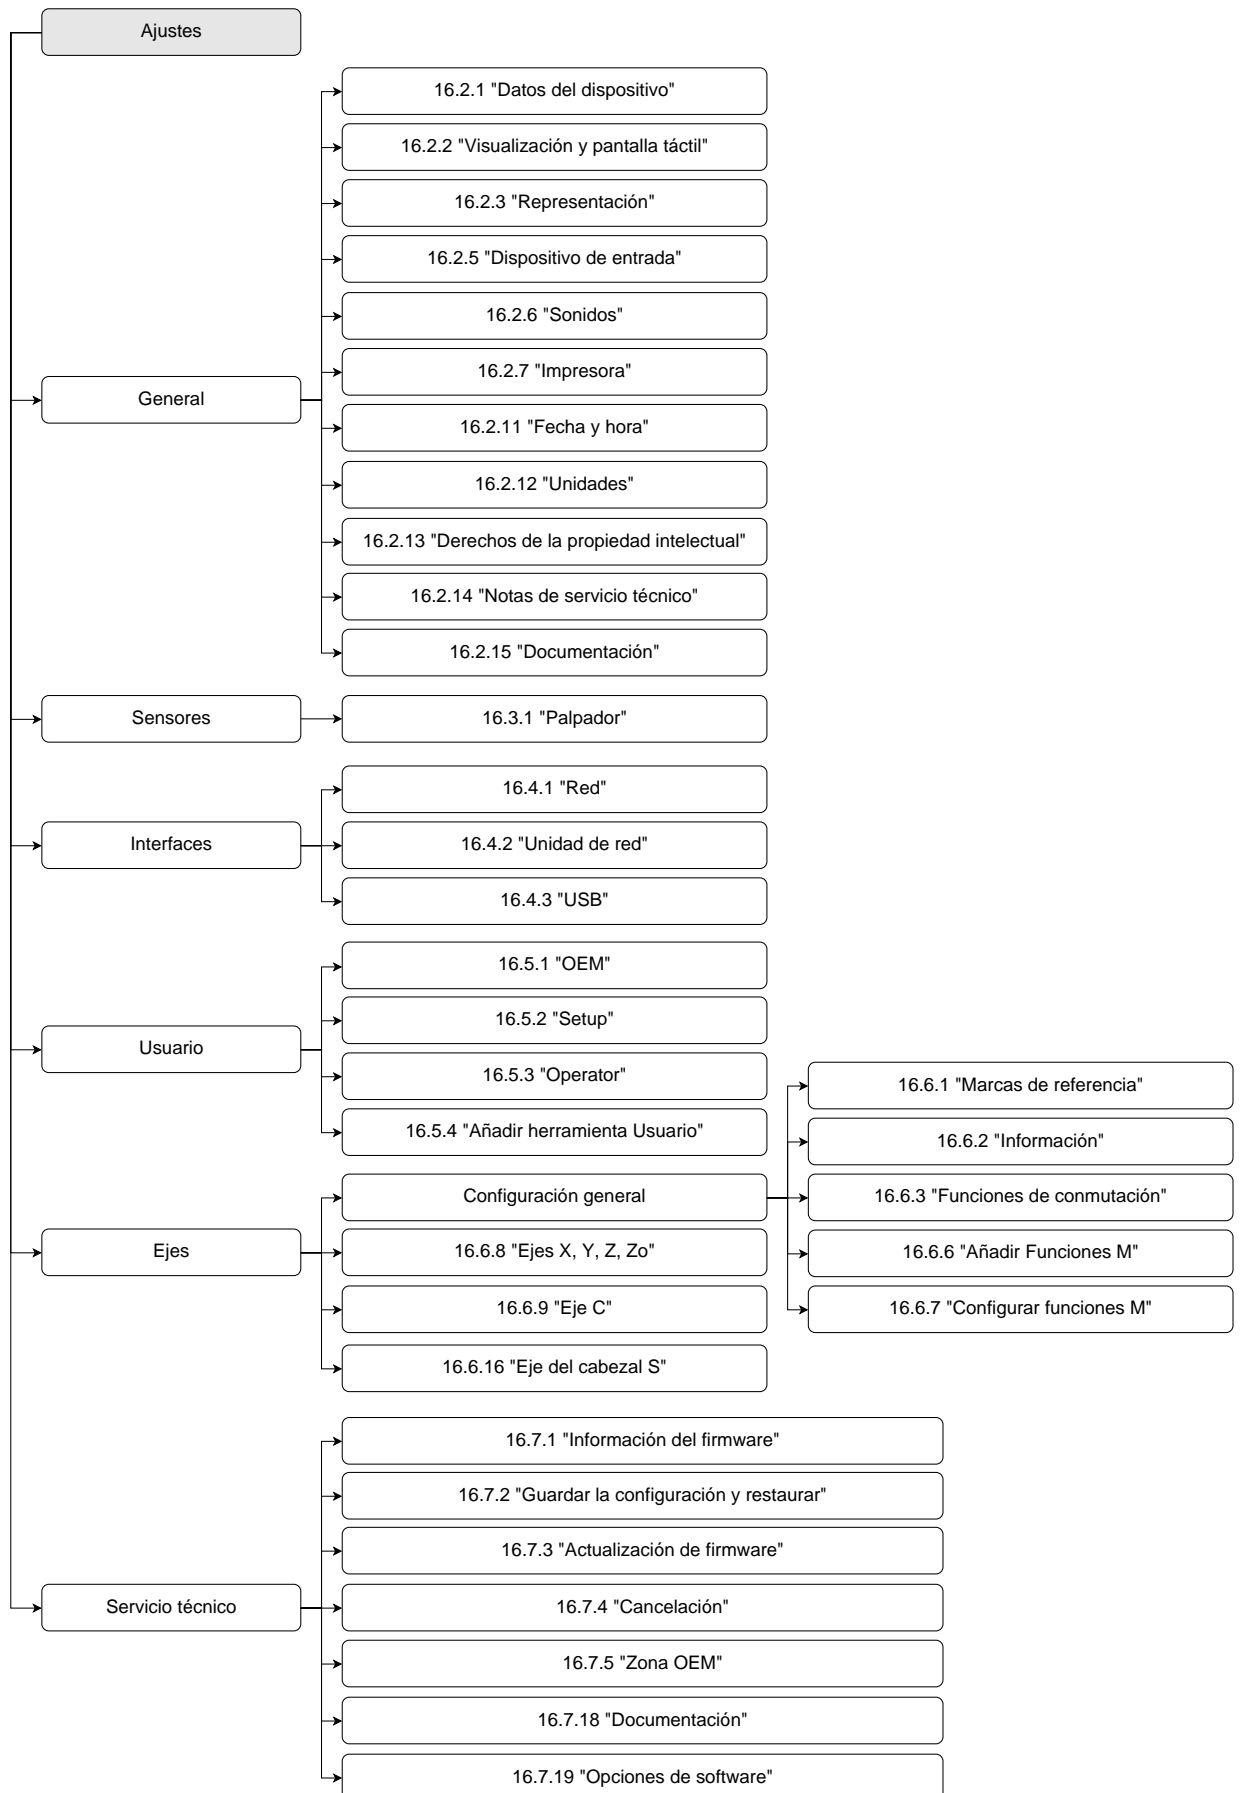 Ajustes
General
16.2.1 "Datos del dispositivo"
16.2.2 "Visualización y pantalla táctil"
16.2.3 "Representación"
16.2.5 "Dispositivo de entrada"
16.2.6 "Sonidos"
16.2.7 "Impresora"
16.2.11 "Fecha y hora"
16.2.12 "Unidades"
16.2.13 "Derechos de la propiedad intelectual"
16.2.14 "Notas de servicio técnico"
16.2.15 "Documentación"
Sensores
16.3.1 "Palpador"
Interfaces
16.4.1 "Red"
16.4.2 "Unidad de red"
16.4.3 "USB"
Usuario
16.5.1 "OEM"
16.5.2 "Setup"
16.5.3 "Operator"
16.5.4 "Añadir herramienta Usuario"
Ejes
Configuración general
16.6.1 "Marcas de referencia"
16.6.2 "Información"
16.6.3 "Funciones de conmutación"
16.6.6 "Añadir Funciones M"
16.6.7 "Configurar funciones M"
16.6.8 "Ejes X, Y, Z, Zo"
16.6.9 "Eje C"
16.6.16 "Eje del cabezal S"
Servicio técnico
16.7.1 "Información del firmware"
16.7.2 "Guardar la configuración y restaurar"
16.7.3 "Actualización de firmware"
16.7.4 "Cancelación"
16.7.5 "Zona OEM"
16.7.18 "Documentación"
16.7.19 "Opciones de software"